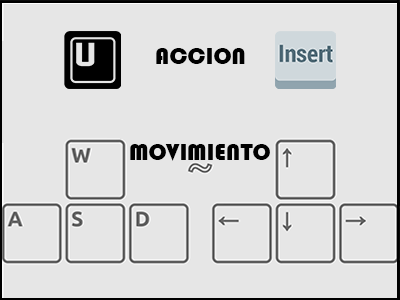 U ACCION Insert
W MOVIMIENTO ↑
~
A S D ← ↓ →